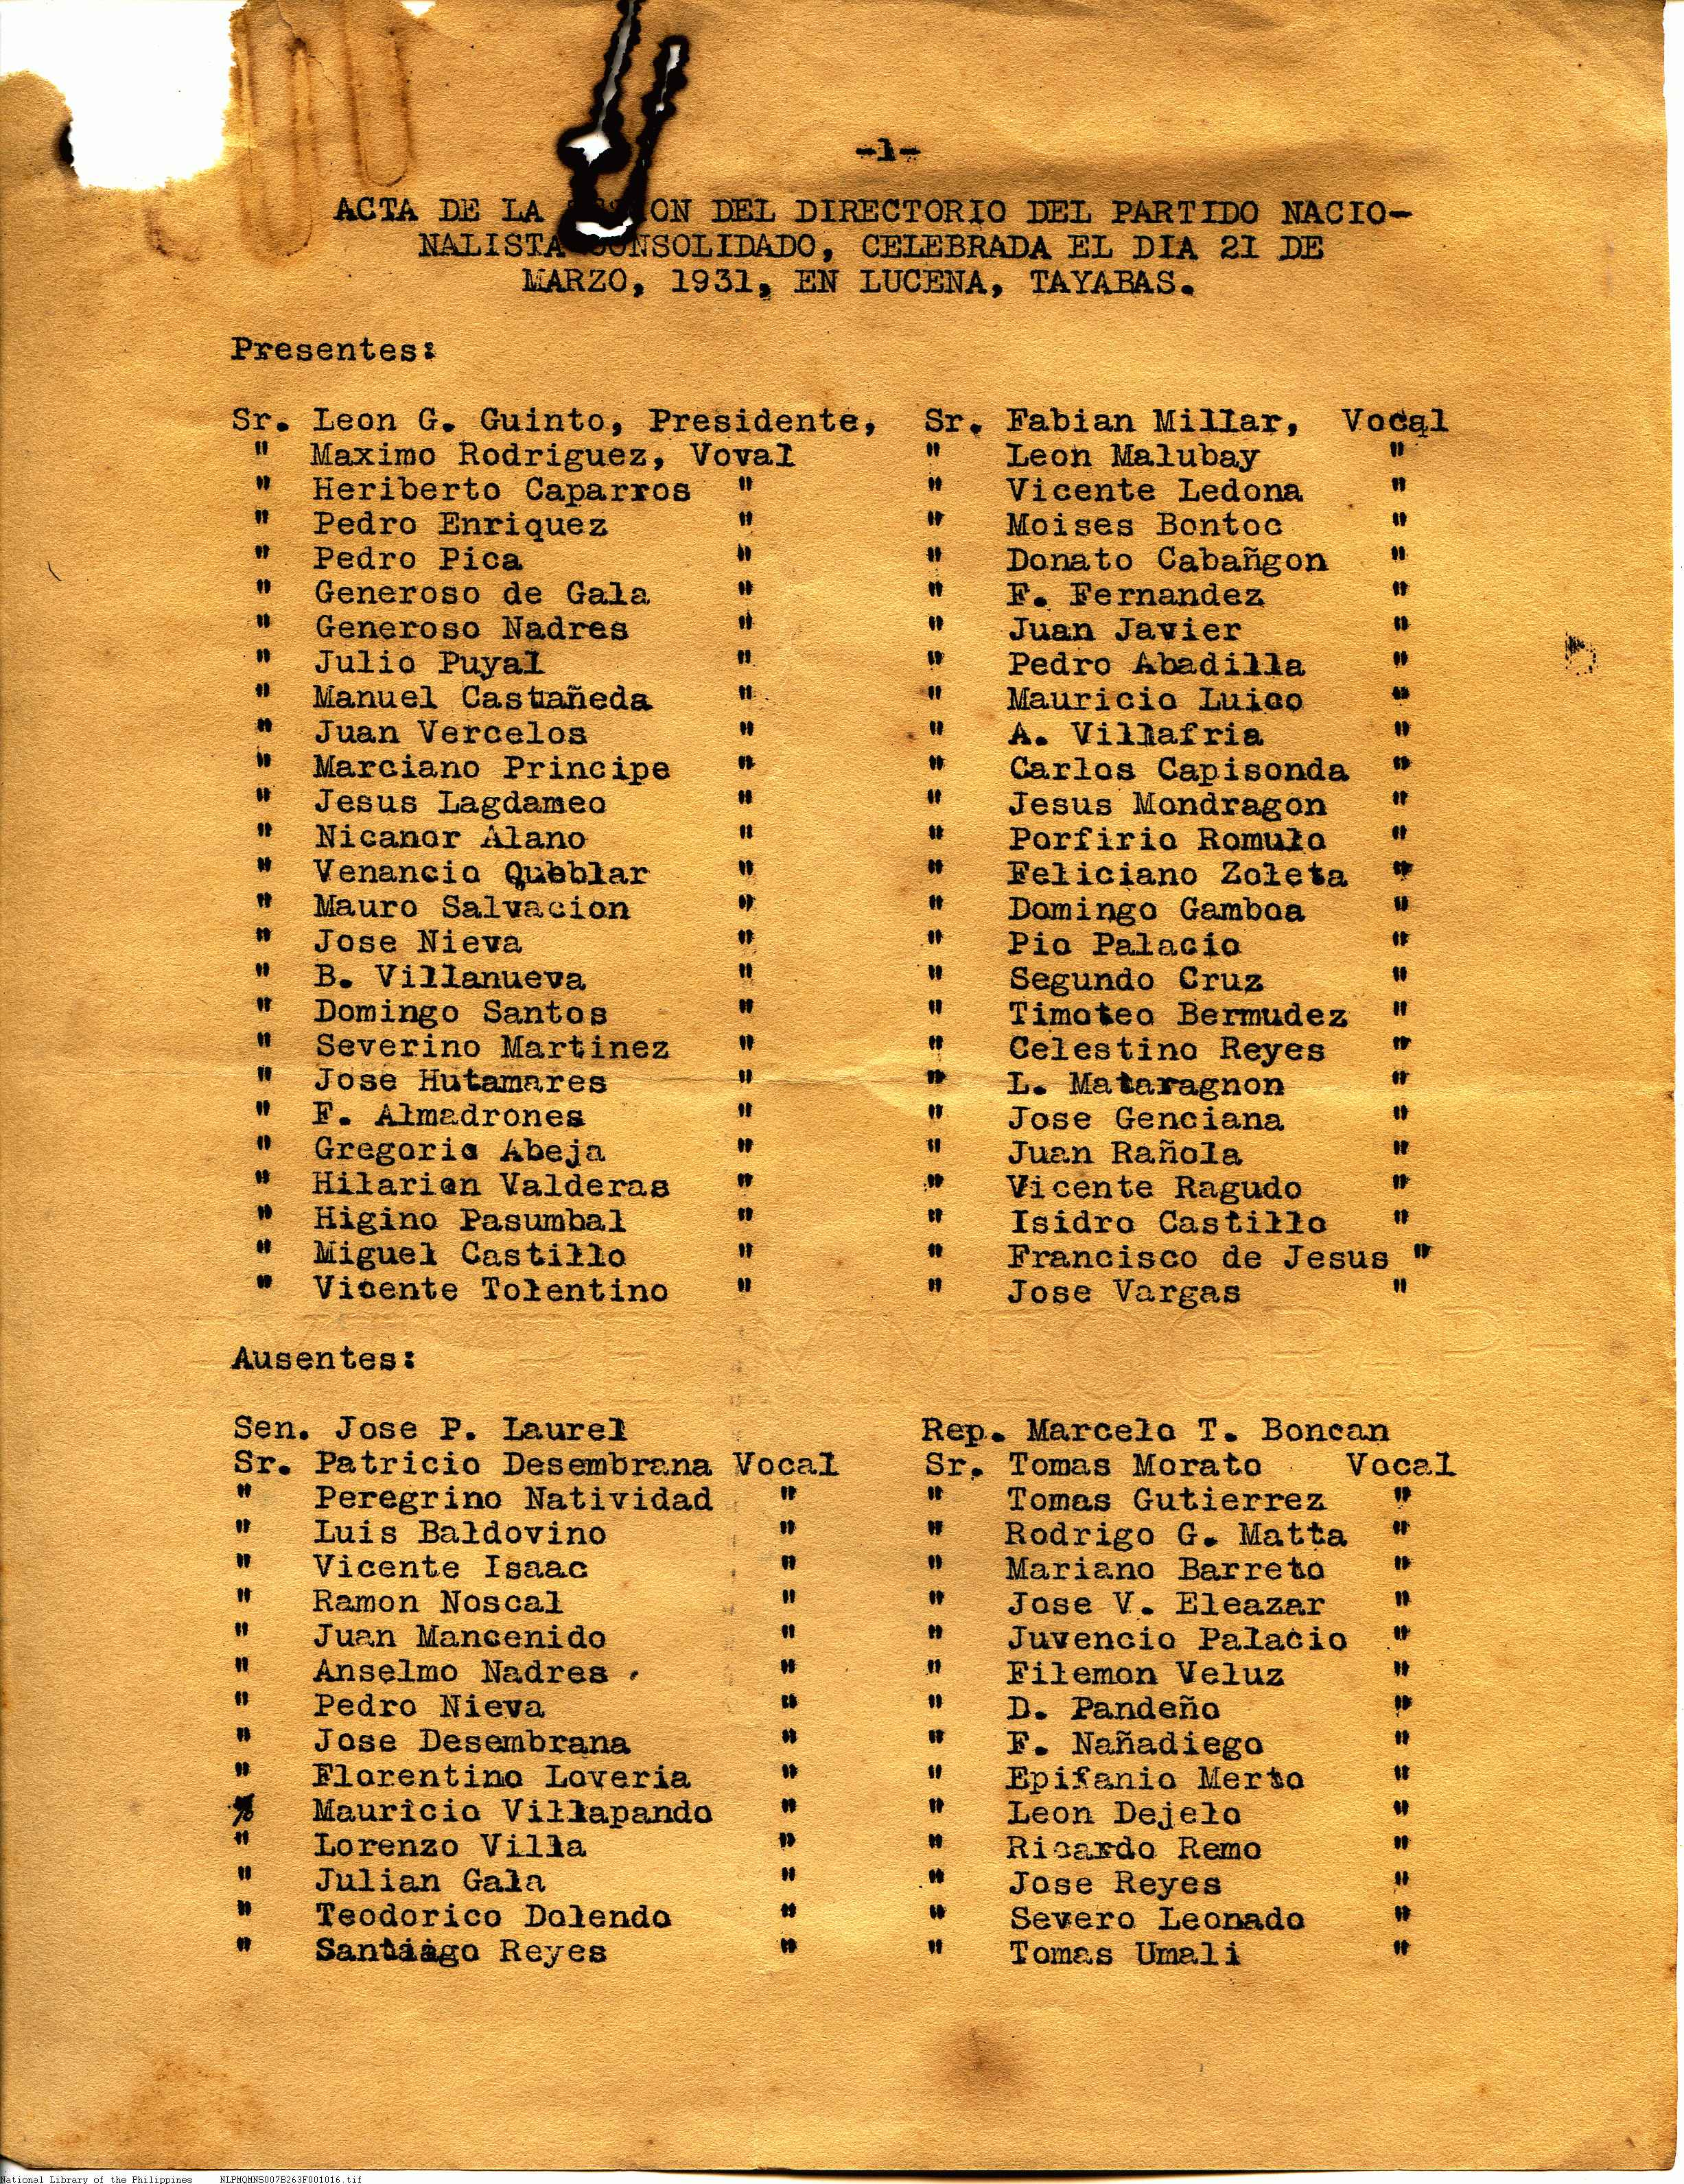 -1-
ACTA DE LA ON DEL DIRECTORIO DEL PARTIDO NACIO-
NALISTA CONSOLIDADO, CELEBRADA EL DIA 21 DE
MARZO, 1931, EN LUCENA, TAYABAS.
Presentes:
Sr. Leon G. Guinto, Presidente, Sr. Fabian Millar, Vocal
" Maximo Rodriguez, Voval " Leon Malubay "
" Heriberto Caparros " " Vicente Ledona "
" Pedro Enriquez " " Moises Bontoc "
" Pedro Pica " " Donato Cabañgon "
" Generoso de Gala " " F. Fernandez "
" Generoso Nadres " " Juan Javier "
" Julio Puyal " " Pedro Abadilla "
" Manuel Castañeda " " Mauricio Luico "
" Juan Vercelos " " A. Villafria "
" Marciano Principe " " Carlos Capisonda "
" Jesus Lagdameo " " Jesus Mondragon "
" Nicanor Alano " " Porfirio Romulo "
" Venancio " " Feliciano Zoleta "
" Mauro Salvacion " " Domingo Gamboa "
" Jose Nieva " " Pio Palacio "
" B. Villanueva " " Segundo Cruz "
" Domingo Santos " " Timoteo Bermudez "
" Severino Martinez " " Celestino Reyes "
" Jose Hutamares " " L. Mataragnon "
" F. Almadrones " " Jose Genciana "
" Gregorio Abeja " " Juan Rañola "
" Hilarion Valderas " " Vicente Ragudo "
" Higino Pasumbal " " Isidro Castillo "
" Miguel Castillo " " Francisco de Jesus "
" Vicente Tolentino " " Jose Vargas "
Ausentes:
Sen. Jose P. Laurel Rep. Marcelo T. Boncan
Sr. Patricio Desembrana Vocal Sr. Tomas Morato Vocal
" Peregrino Natividad " " Tomas Gutierrez "
" Luis Baldovino " " Rodrigo G. Matta "
" Vicente Isaac " " Mariano Barreto "
" Ramon Noscal " " Jose V. Eleazar "
" Juan Mancenido " " Juvencio Palacio "
" Anselmo Nadres " " Filemon Veluz "
" Pedro Nieva " " D. Pandeño "
" Jose Desembrana " " F. Nañadiego "
" Florentino Loveria " " Epifanio Merto "
" Mauricio Villapando " " Leon Dejelo "
" Lorenzo Villa " " Ricardo Remo "
" Julian Gala " " Jose Reyes "
" Teodorico Dolendo " " Severo Leonado "
" Santiago Reyes " " Tomas Umali "
National Library of the Philippines NLPMQMNS007B263F001016.tif